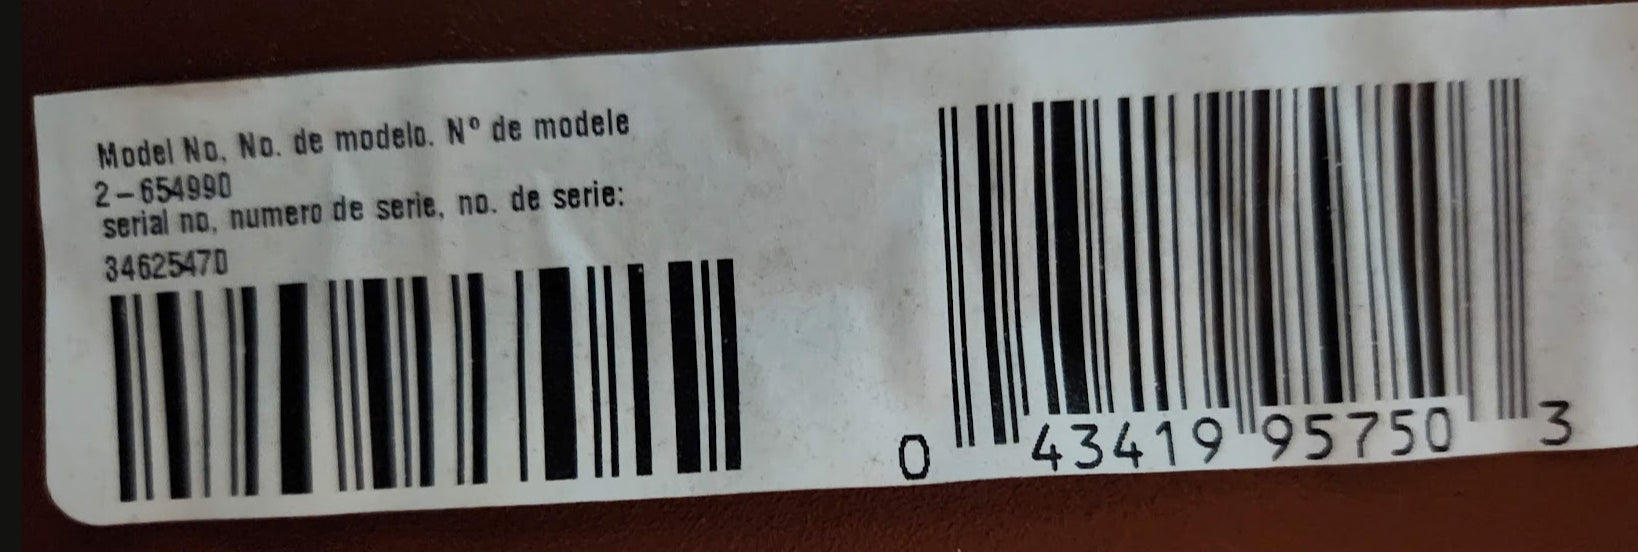 Model No, No. de modelo. N° de modele
2-654990
serial no, numero de serie, no. de serie:
34625470
0 43419 95750 3